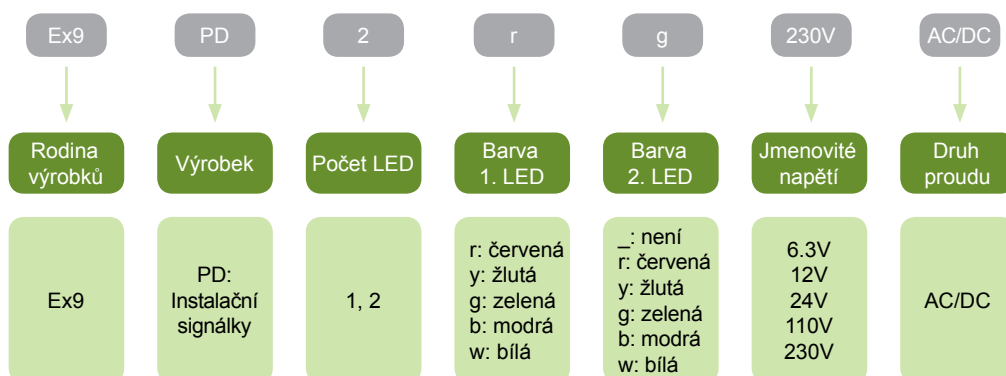 Ex9
PD
2
r
g
230V
AC/DC
Rodina
výrobků
Výrobek
Počet LED
Barva
1. LED
Barva
2. LED
Jmenovité
napětí
Druh
proudu
Ex9
PD:
Instalační
signálky
1, 2
r: červená
y: žlutá
g: zelená
b: modrá
w: bílá
_: není
r: červená
y: žlutá
g: zelená
b: modrá
w: bílá
6.3V
12V
24V
110V
230V
AC/DC